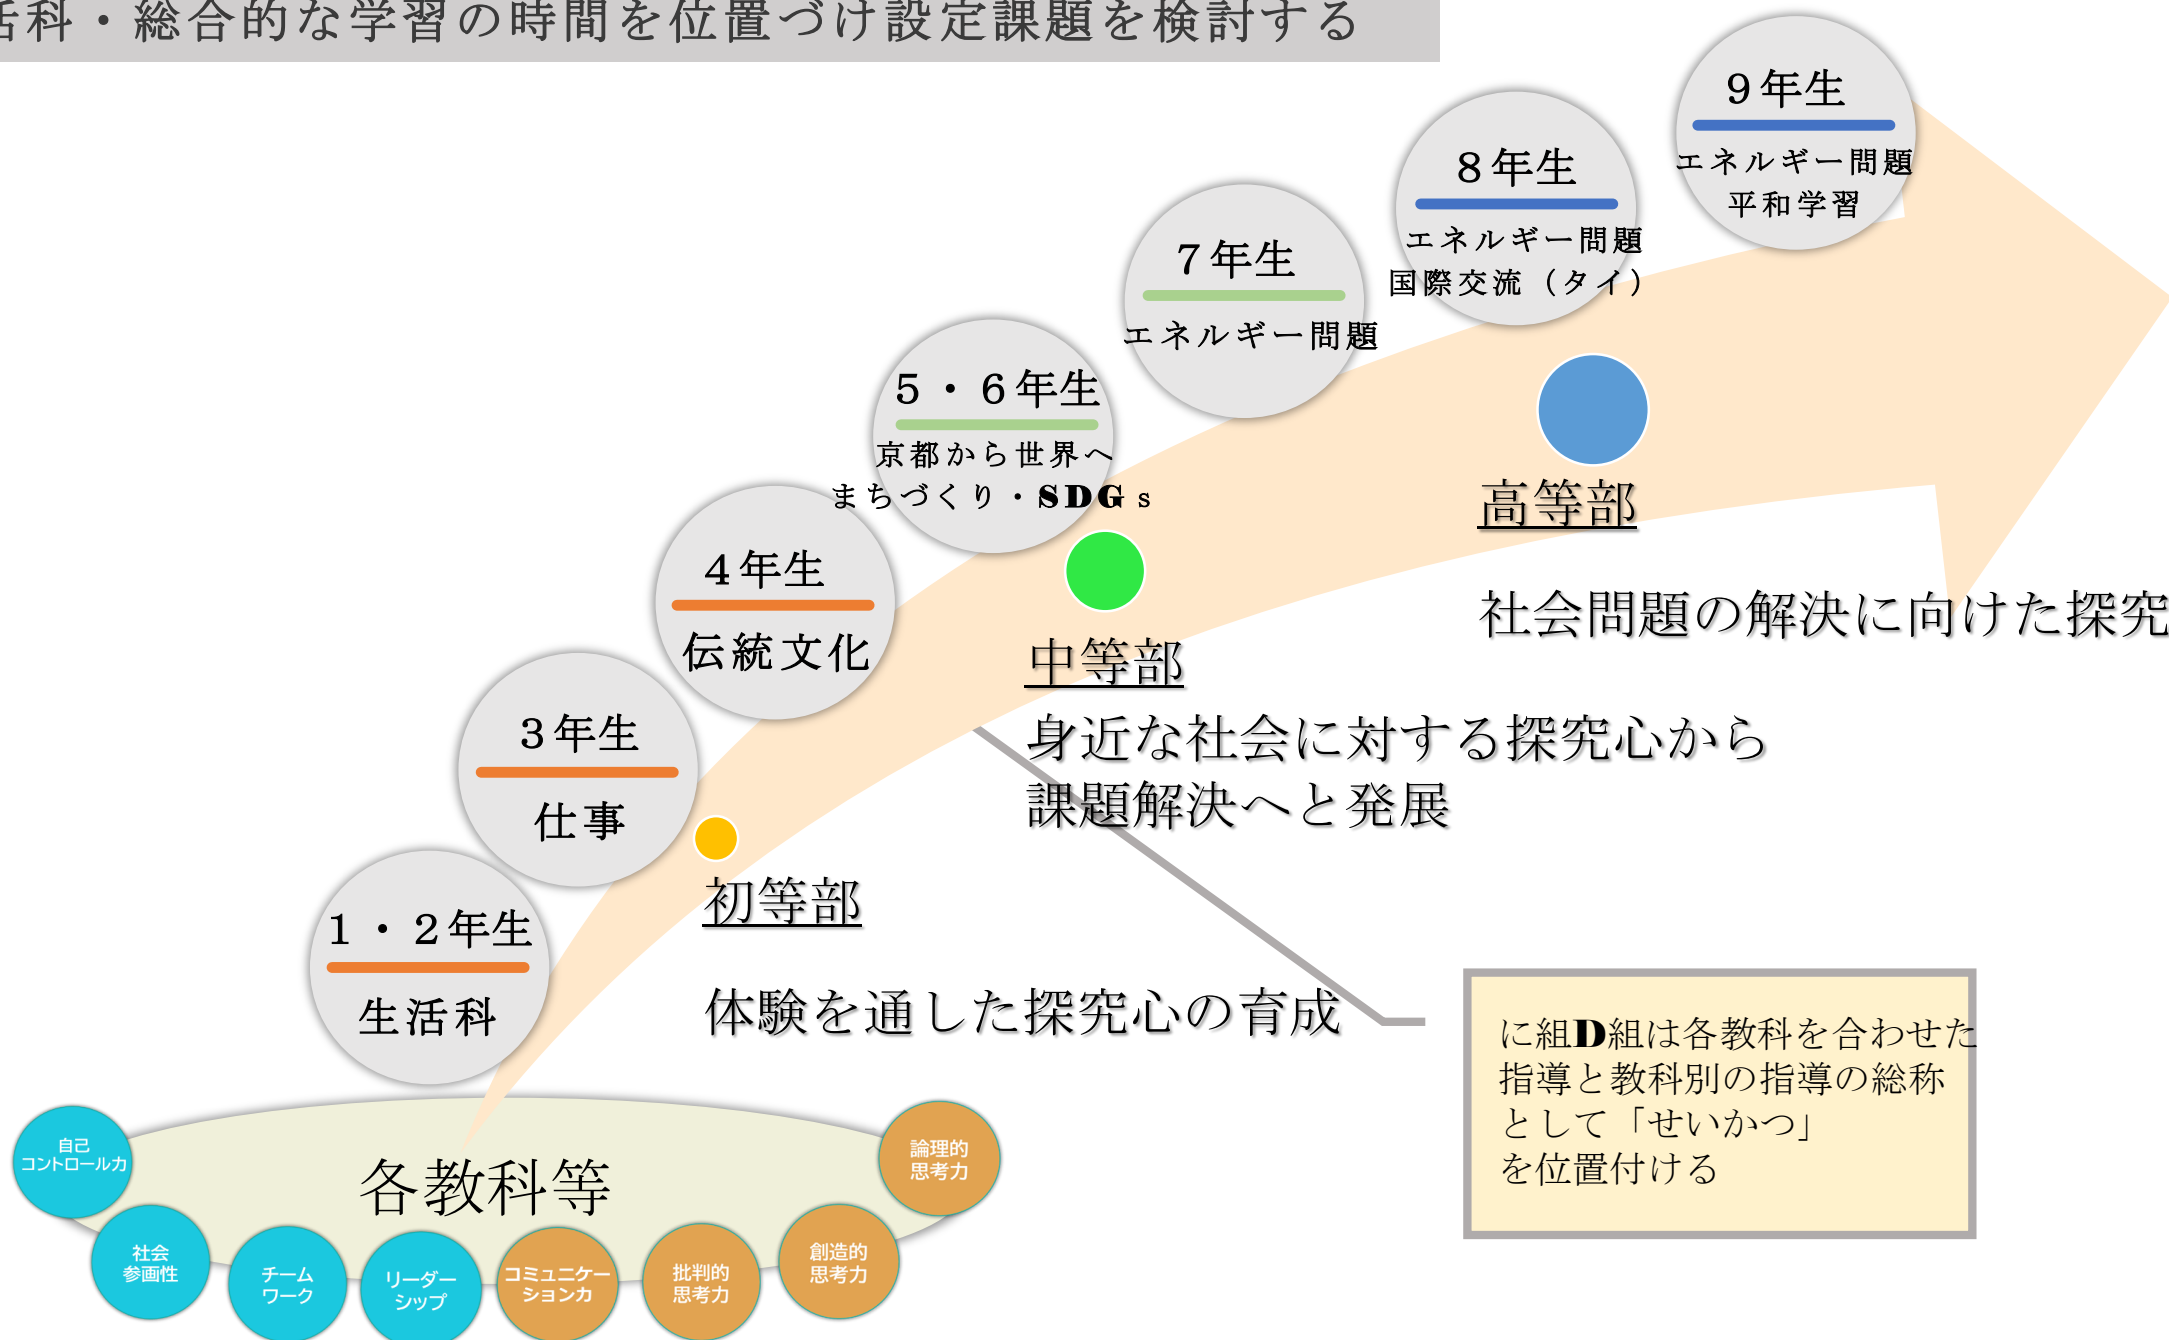 活科・総合的な学習の時間を位置づけ設定課題を検討する
9年生
エネルギー問題
平和学習
8年生
エネルギー問題
国際交流（タイ）
7年生
エネルギー問題
5・6年生
京都から世界へ
まちづくり・SDGs
4年生
伝統文化
3年生
仕事
1・2年生
生活科
高等部
社会問題の解決に向けた探究
中等部
身近な社会に対する探究心から
課題解決へと発展
初等部
体験を通した探究心の育成
に組D組は各教科を合わせた
指導と教科別の指導の総称
として「せいかつ」
を位置付ける
各教科等
自己
コントロール力
社会
参画性
チーム
ワーク
リーダー
シップ
コミュニケー
ション力
批判的
思考力
創造的
思考力
論理的
思考力